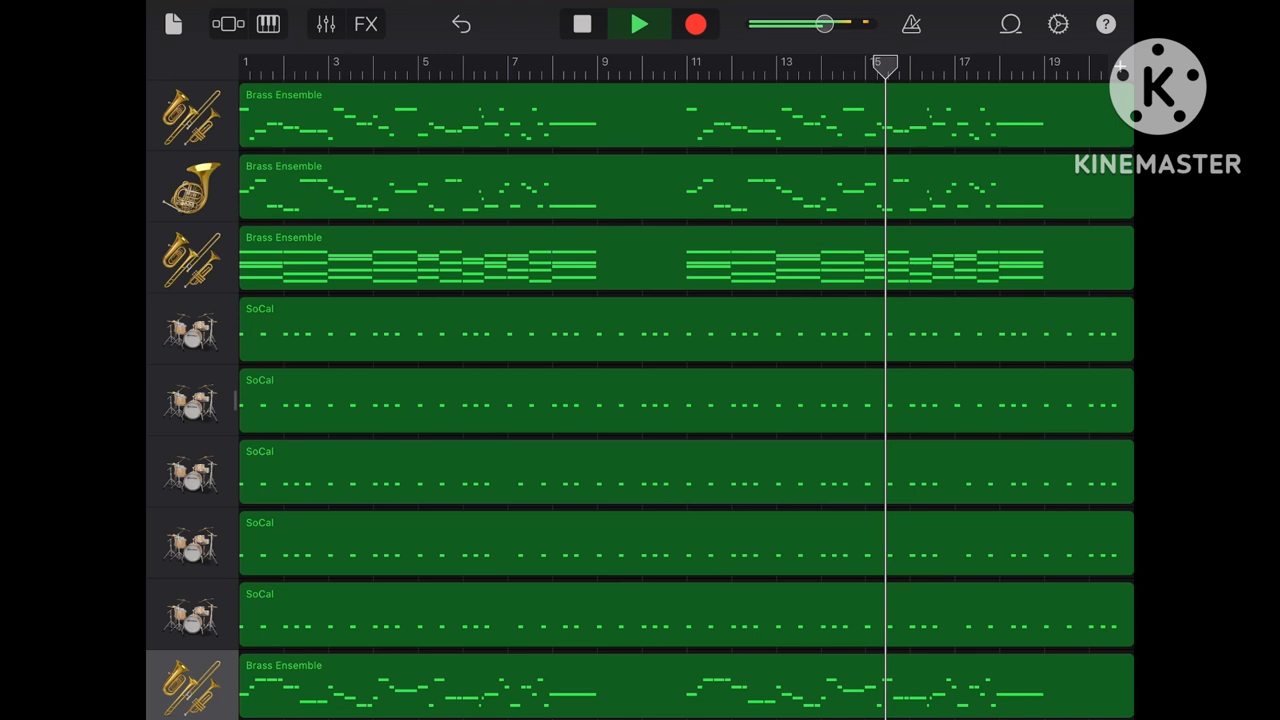 FX
?
1 3 5 7 9 11 13 15 17 19
+
Brass Ensemble
K
KINEMASTER
Brass Ensemble
Brass Ensemble
SoCal
SoCal
SoCal
SoCal
SoCal
Brass Ensemble